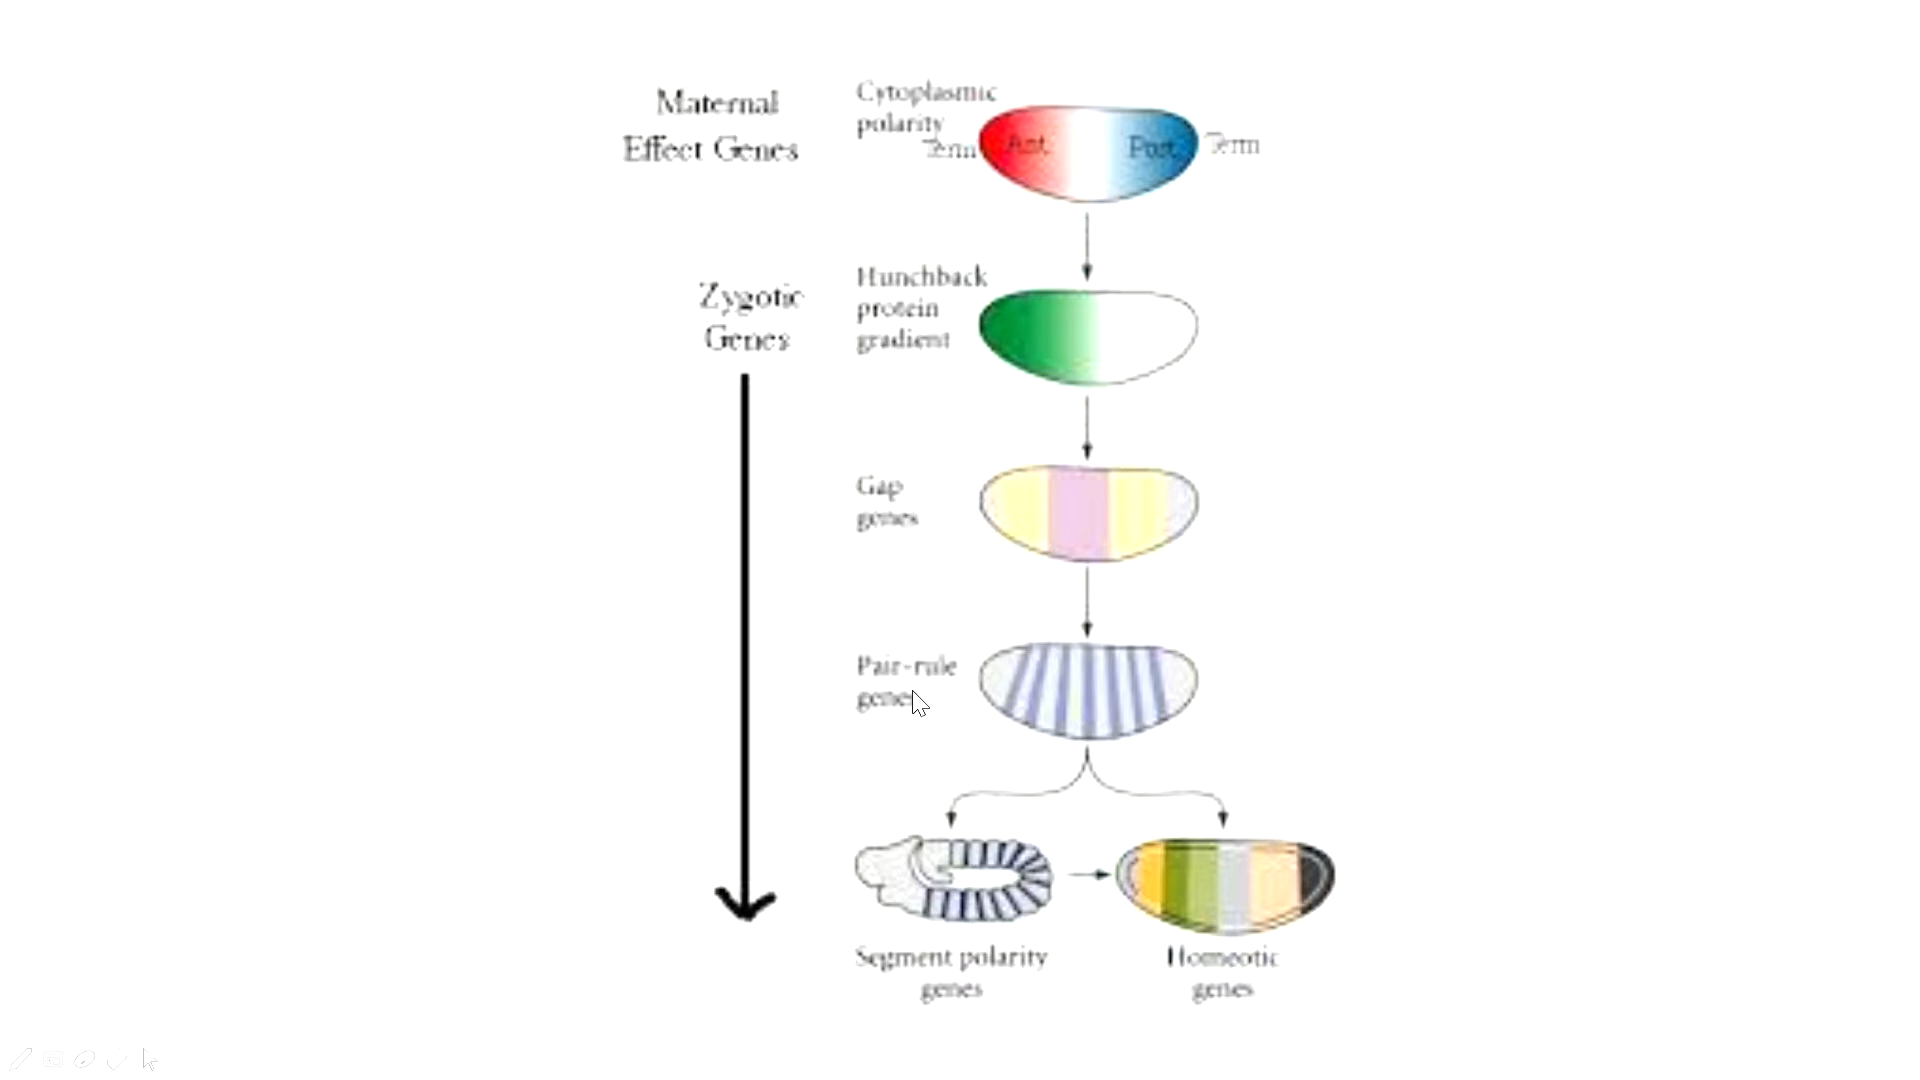 Maternal
Effect Genes
Cytoplasmic
polarity
Term
Ant.
Post.
Term
Zygotic
Genes
Hunchback
protein
gradient
Gap
genes
Pair-rule
genes
Segment polarity
genes
Homeotic
genes